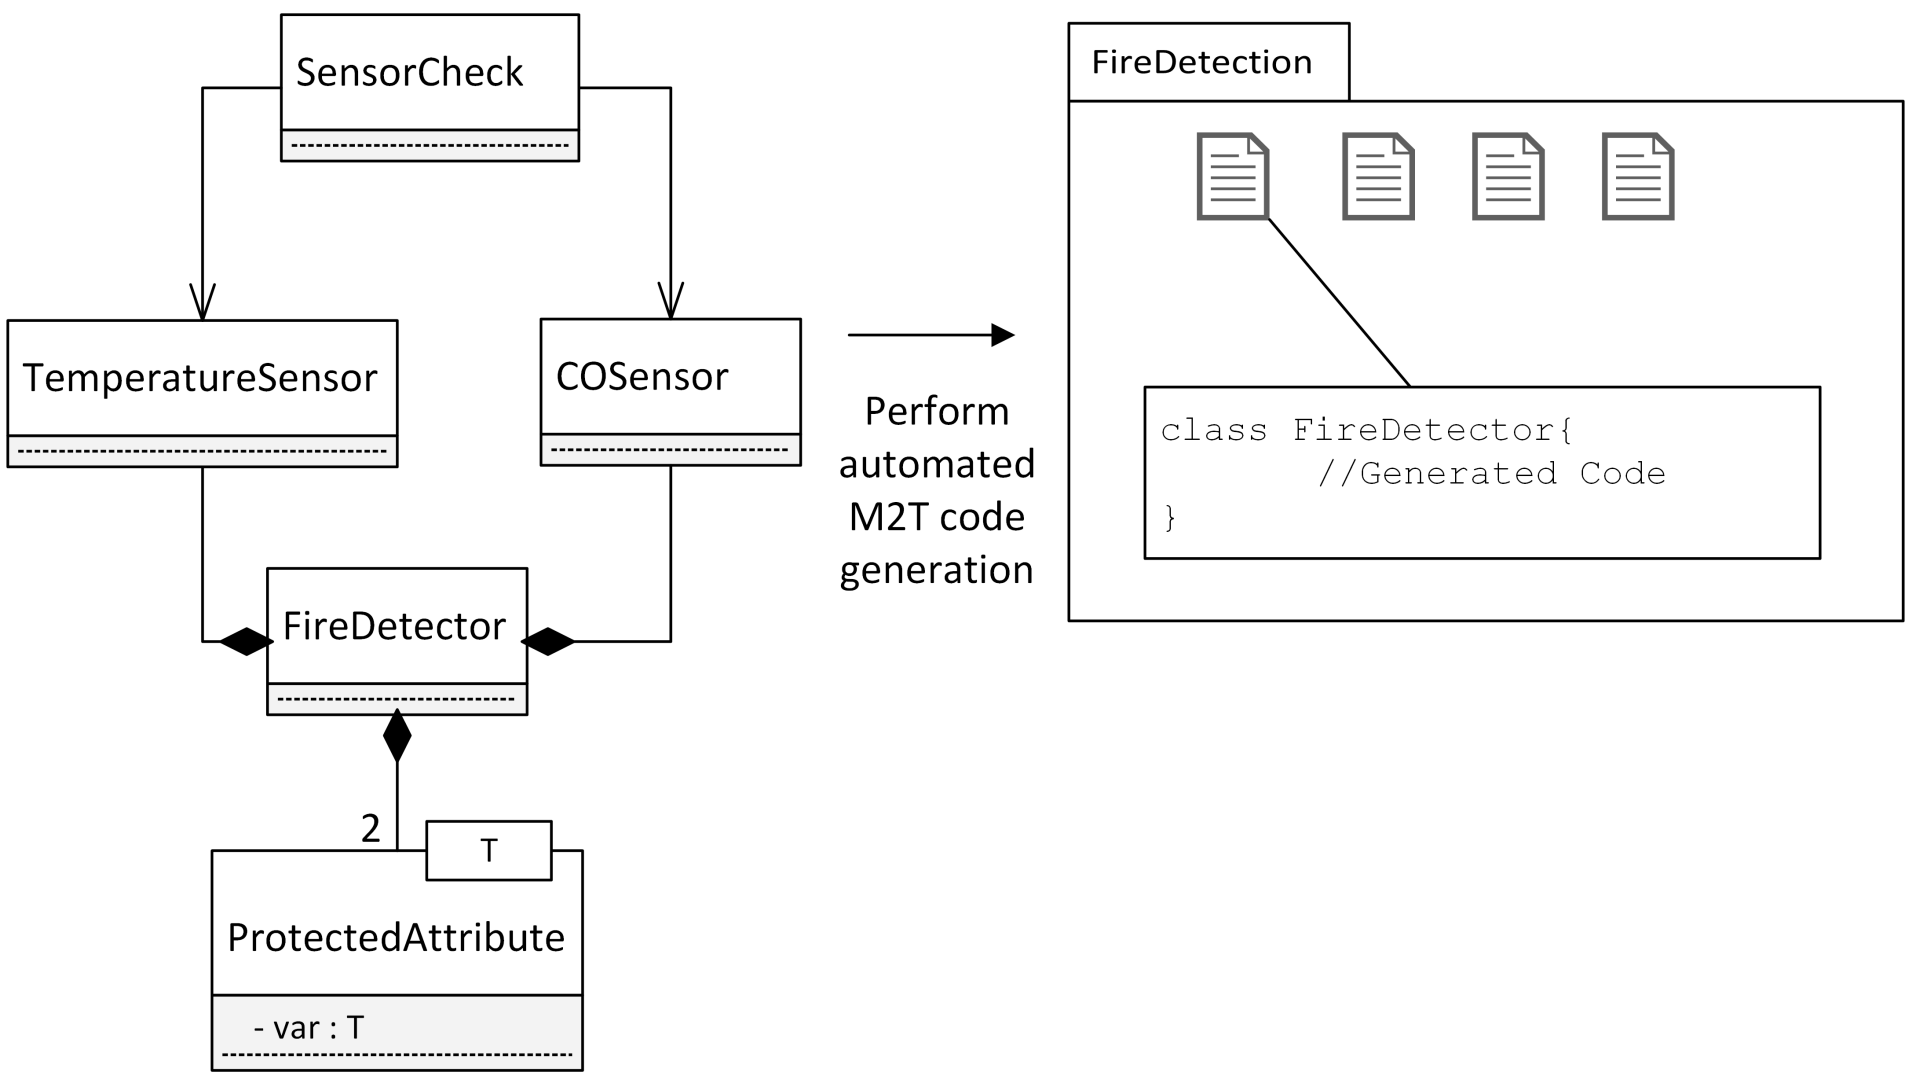 SensorCheck
TemperatureSensor
COSensor
FireDetector
2
T
ProtectedAttribute
- var : T
Perform
automated
M2T code
generation
FireDetection
class FireDetector{
//Generated Code
}